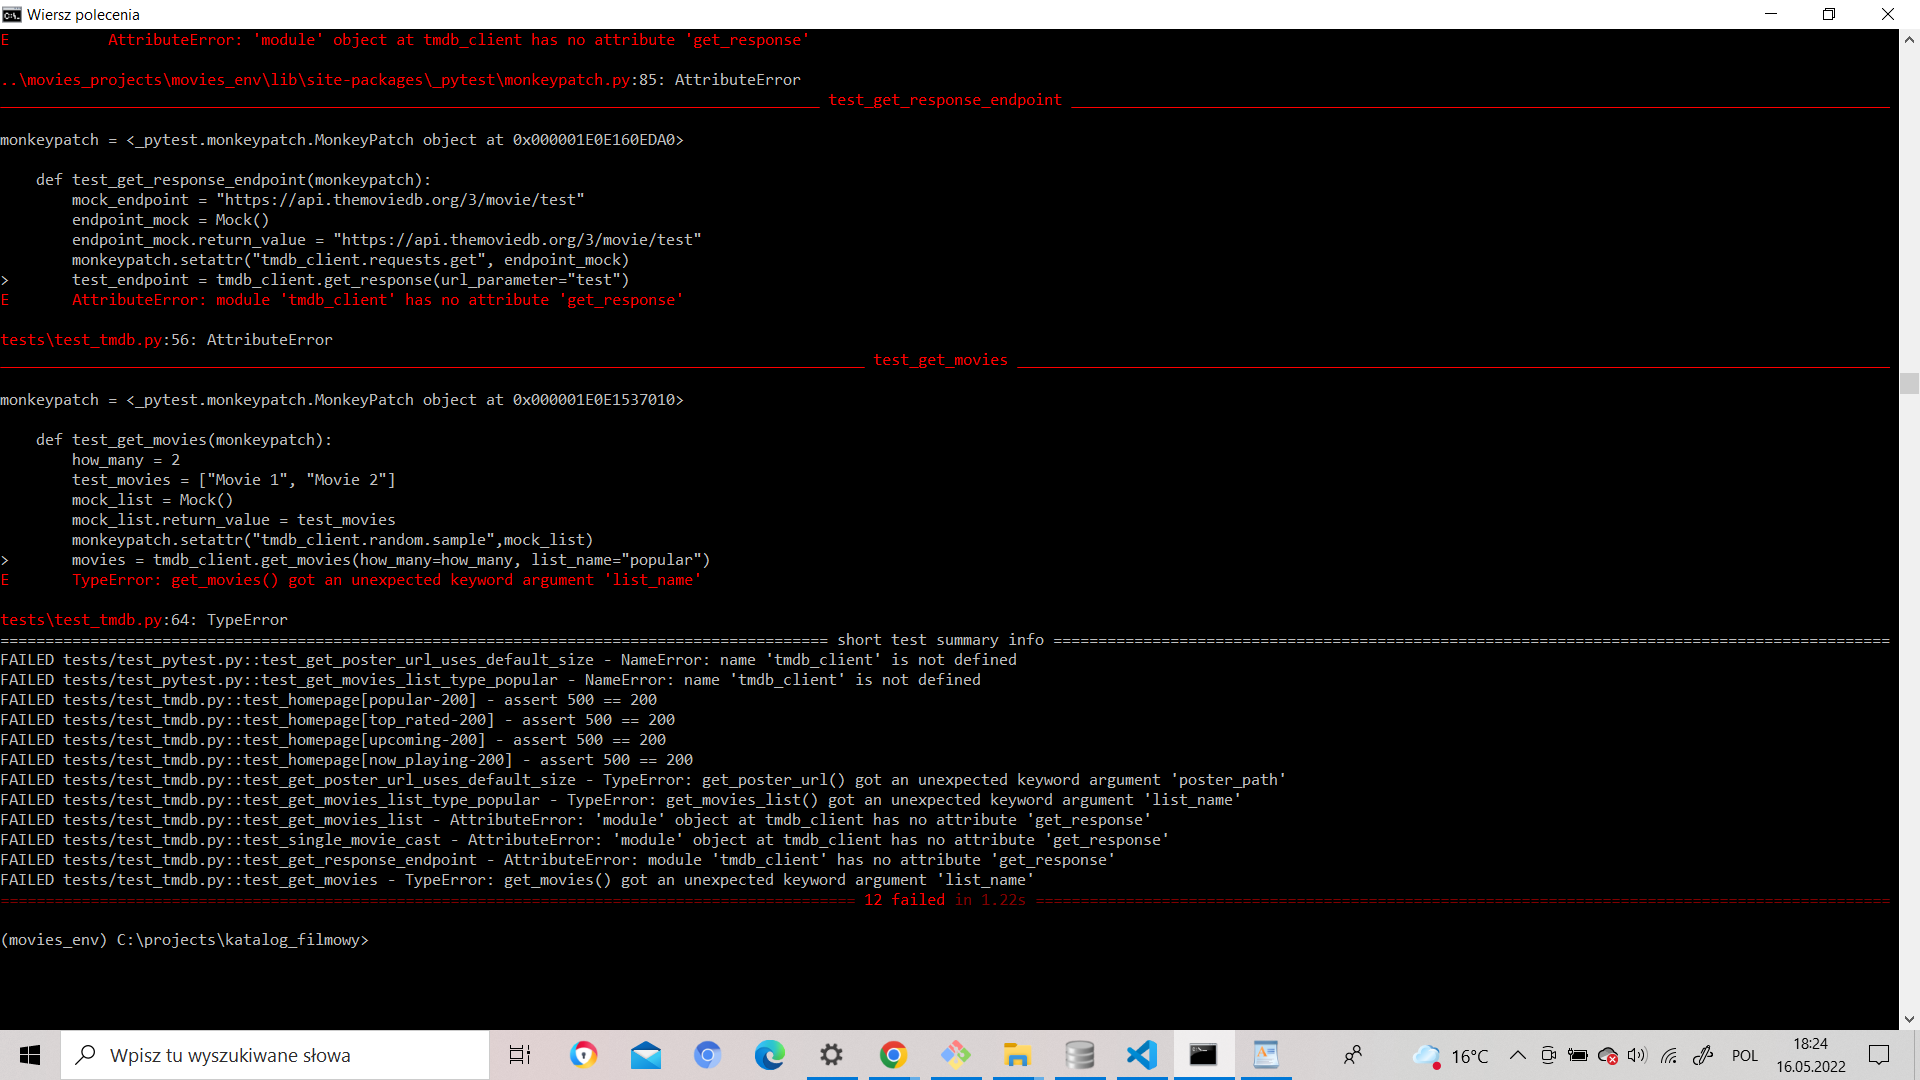 Wiersz polecenia
E           AttributeError: 'module' object at tmdb_client has no attribute 'get_response'
..\movies_projects\movies_env\lib\site-packages\_pytest\monkeypatch.py:85: AttributeError
test_get_response_endpoint
monkeypatch = <_pytest.monkeypatch.MonkeyPatch object at 0x000001E0E160EDA0>
    def test_get_response_endpoint(monkeypatch):
        mock_endpoint = "https://api.themoviedb.org/3/movie/test"
        endpoint_mock = Mock()
        endpoint_mock.return_value = "https://api.themoviedb.org/3/movie/test"
        monkeypatch.setattr("tmdb_client.requests.get", endpoint_mock)
>       test_endpoint = tmdb_client.get_response(url_parameter="test")
E       AttributeError: module 'tmdb_client' has no attribute 'get_response'
tests\test_tmdb.py:56: AttributeError
test_get_movies
monkeypatch = <_pytest.monkeypatch.MonkeyPatch object at 0x000001E0E1537010>
    def test_get_movies(monkeypatch):
        how_many = 2
        test_movies = ["Movie 1", "Movie 2"]
        mock_list = Mock()
        mock_list.return_value = test_movies
        monkeypatch.setattr("tmdb_client.random.sample",mock_list)
>       movies = tmdb_client.get_movies(how_many=how_many, list_name="popular")
E       TypeError: get_movies() got an unexpected keyword argument 'list_name'
tests\test_tmdb.py:64: TypeError
short test summary info
FAILED tests/test_pytest.py::test_get_poster_url_uses_default_size - NameError: name 'tmdb_client' is not defined
FAILED tests/test_pytest.py::test_get_movies_list_type_popular - NameError: name 'tmdb_client' is not defined
FAILED tests/test_tmdb.py::test_homepage[popular-200] - assert 500 == 200
FAILED tests/test_tmdb.py::test_homepage[top_rated-200] - assert 500 == 200
FAILED tests/test_tmdb.py::test_homepage[upcoming-200] - assert 500 == 200
FAILED tests/test_tmdb.py::test_homepage[now_playing-200] - assert 500 == 200
FAILED tests/test_tmdb.py::test_get_poster_url_uses_default_size - TypeError: get_poster_url() got an unexpected keyword argument 'poster_path'
FAILED tests/test_tmdb.py::test_get_movies_list_type_popular - TypeError: get_movies_list() got an unexpected keyword argument 'list_name'
FAILED tests/test_tmdb.py::test_get_movies_list - AttributeError: 'module' object at tmdb_client has no attribute 'get_response'
FAILED tests/test_tmdb.py::test_single_movie_cast - AttributeError: 'module' object at tmdb_client has no attribute 'get_response'
FAILED tests/test_tmdb.py::test_get_response_endpoint - AttributeError: module 'tmdb_client' has no attribute 'get_response'
FAILED tests/test_tmdb.py::test_get_movies - TypeError: get_movies() got an unexpected keyword argument 'list_name'
12 failed in 1.22s
(movies_env) C:\projects\katalog_filmowy>
Wpisz tu wyszukiwane słowa
16°C
POL
18:24
16.05.2022